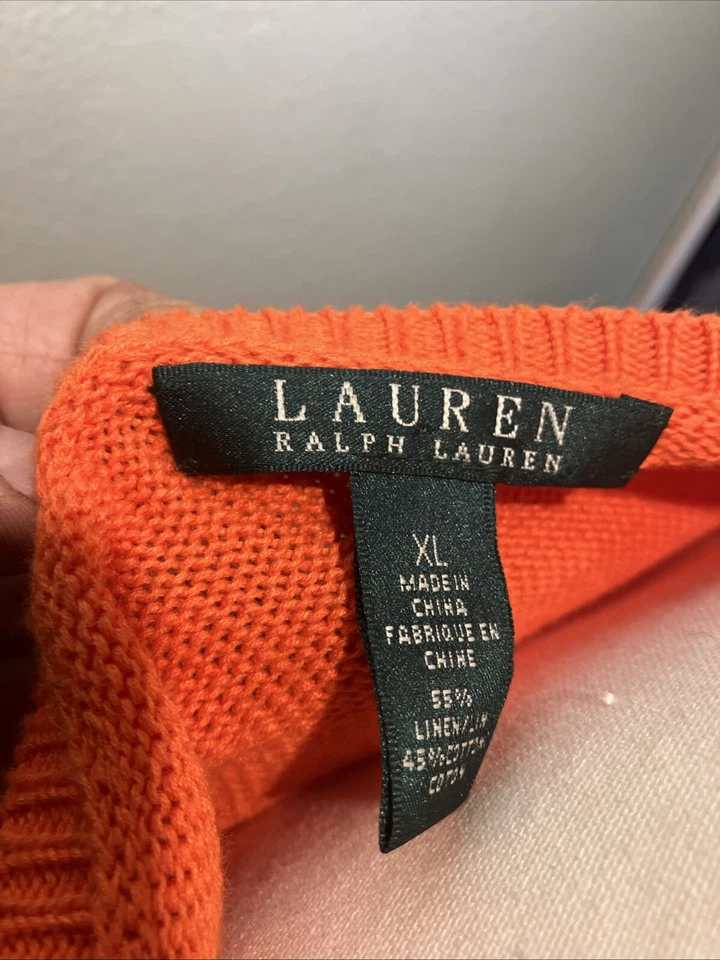 LAUREN
RALPH LAUREN
XL
MADE IN
CHINA
FABRIQUE EN
CHINE
55%
LINEN/LIN
45%COTTON
COTON